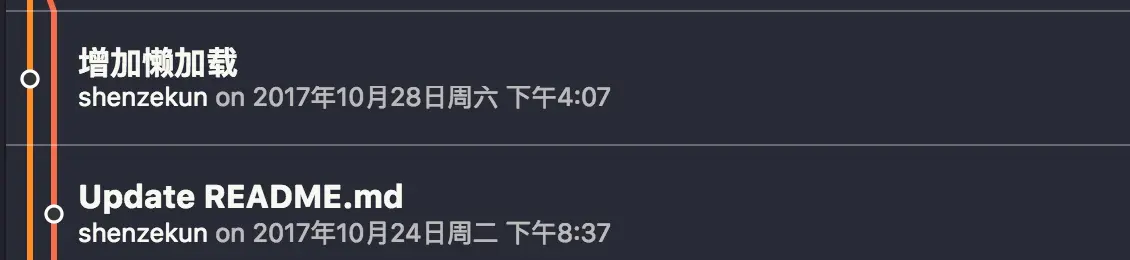 增加懒加载
shenzekun on 2017年10月28日周六 下午4:07
Update README.md
shenzekun on 2017年10月24日周二 下午8:37